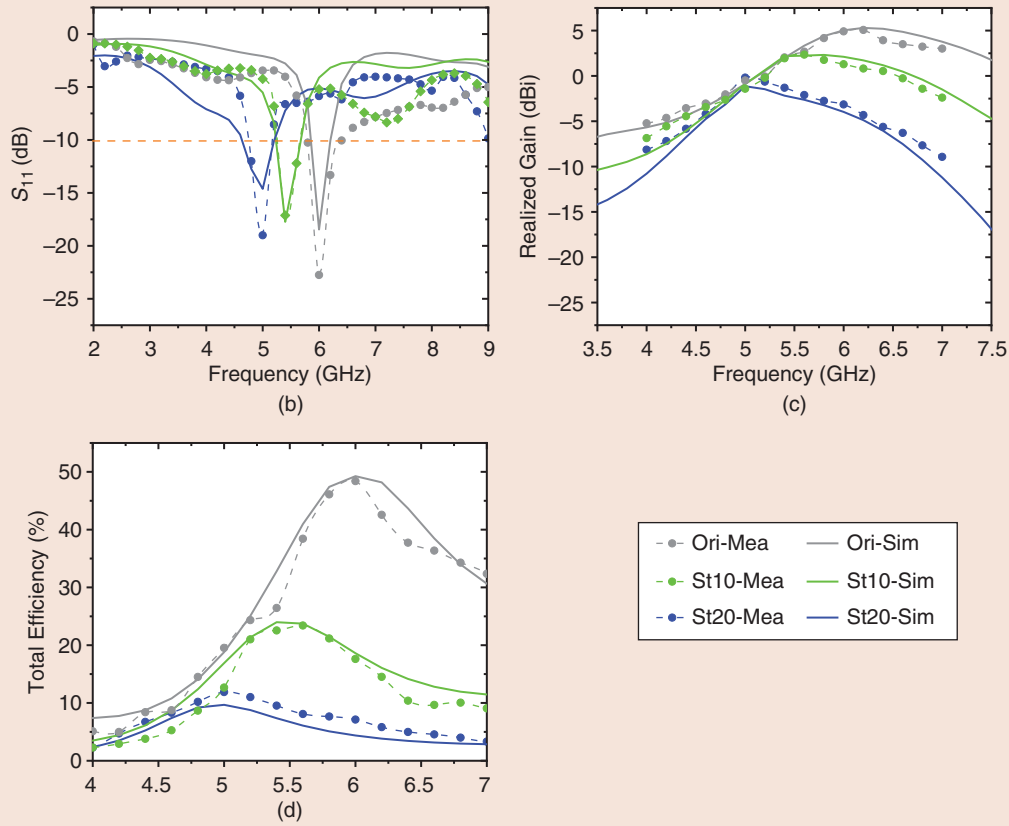 0
−5
−10
−15
−20
−25
S11 (dB)
2 3 4 5 6 7 8 9
Frequency (GHz)
(b)
5
0
−5
−10
−15
−20
−25
Realized Gain (dBi)
3.5 4 4.5 5 5.5 6 6.5 7 7.5
Frequency (GHz)
(c)
50
40
30
20
10
0
Total Efficiency (%)
4 4.5 5 5.5 6 6.5 7
(d)
Ori-Mea Ori-Sim
St10-Mea St10-Sim
St20-Mea St20-Sim